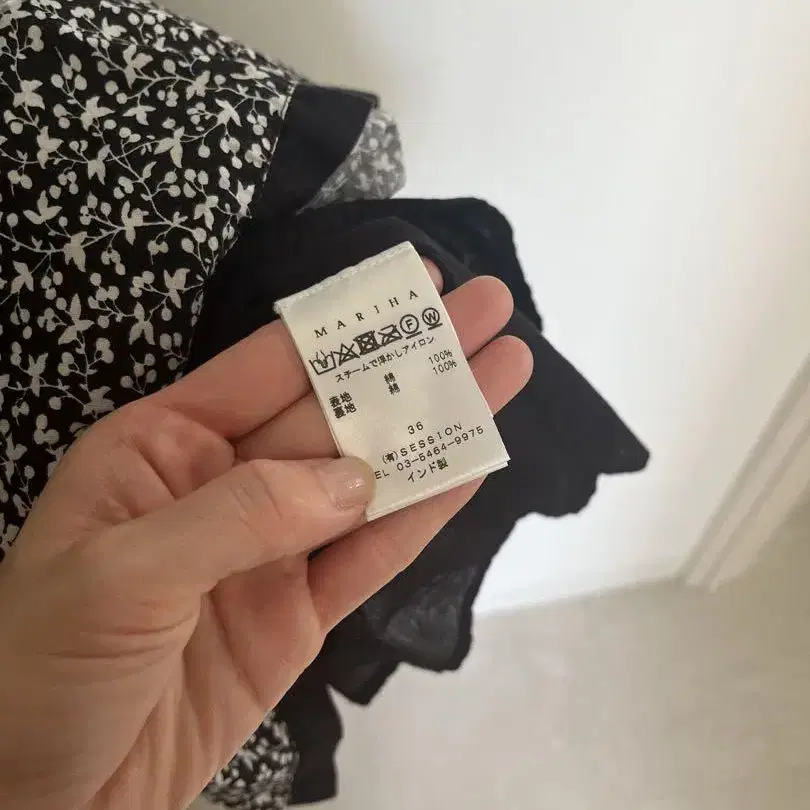 MARIHA
F W
スチームで浮かしアイロン
表地 綿 100%
裏地 綿 100%
36
(有)SESSION
EL 03-5464-9975
インド製